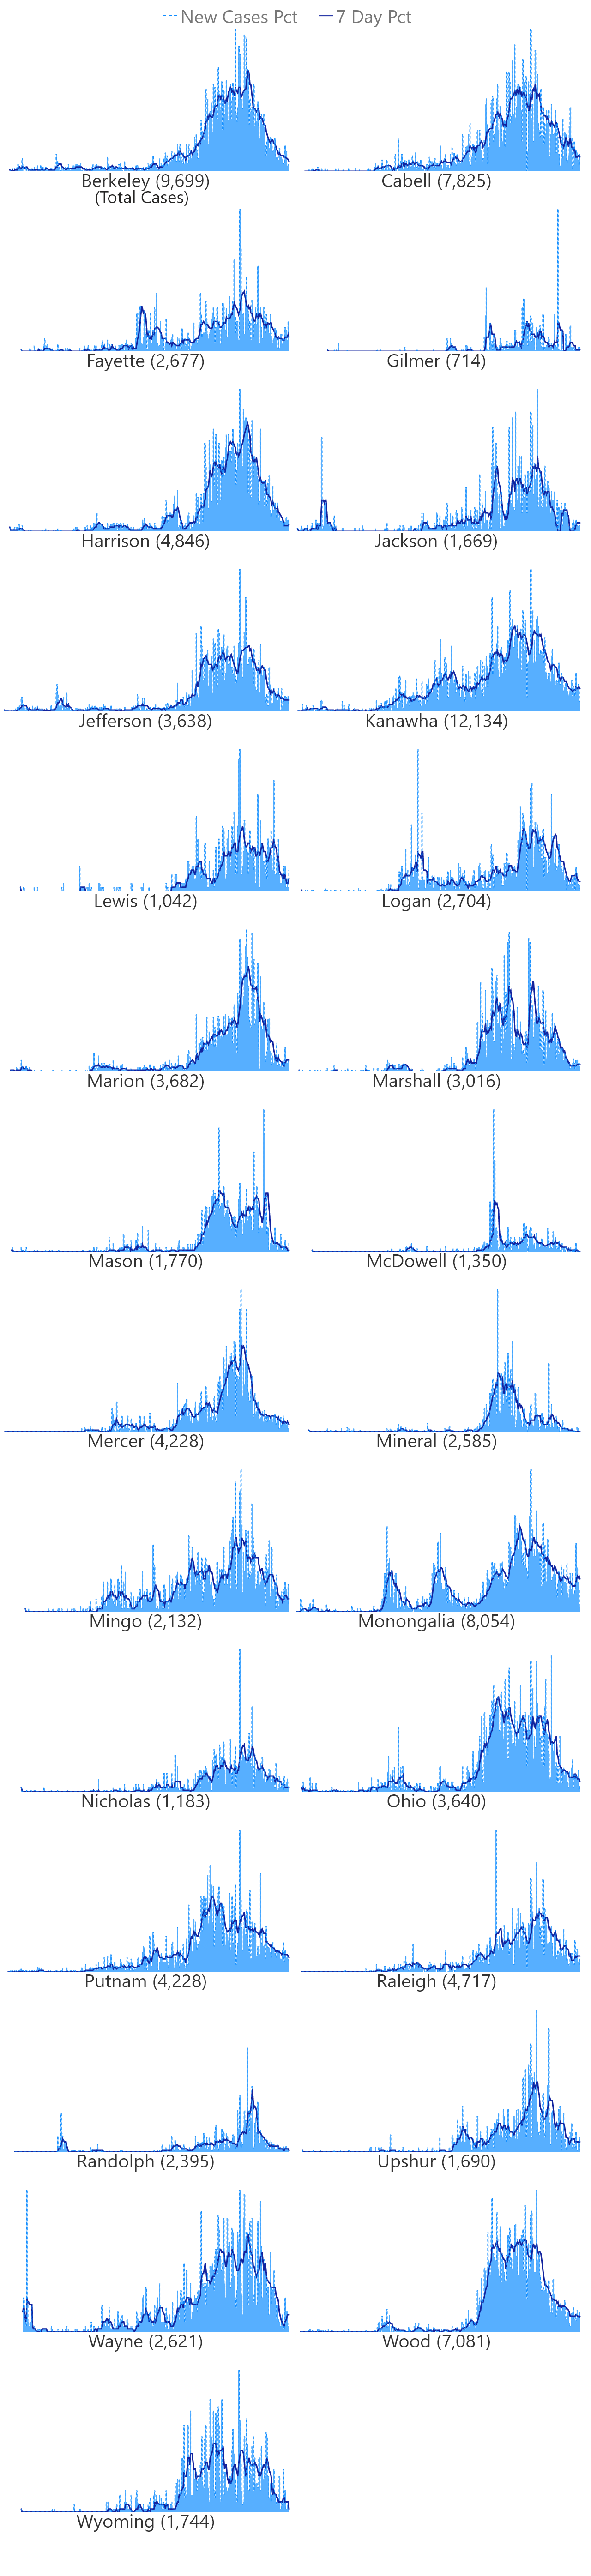 New Cases Pct 7 Day Pct
Berkeley (9,699) Cabell (7,825)
(Total Cases)
Fayette (2,677) Gilmer (714)
Harrison (4,846) Jackson (1,669)
Jefferson (3,638) Kanawha (12,134)
Lewis (1,042) Logan (2,704)
Marion (3,682) Marshall (3,016)
Mason (1,770) McDowell (1,350)
Mercer (4,228) Mineral (2,585)
Mingo (2,132) Monongalia (8,054)
Nicholas (1,183) Ohio (3,640)
Putnam (4,228) Raleigh (4,717)
Randolph (2,395) Upshur (1,690)
Wayne (2,621) Wood (7,081)
Wyoming (1,744)